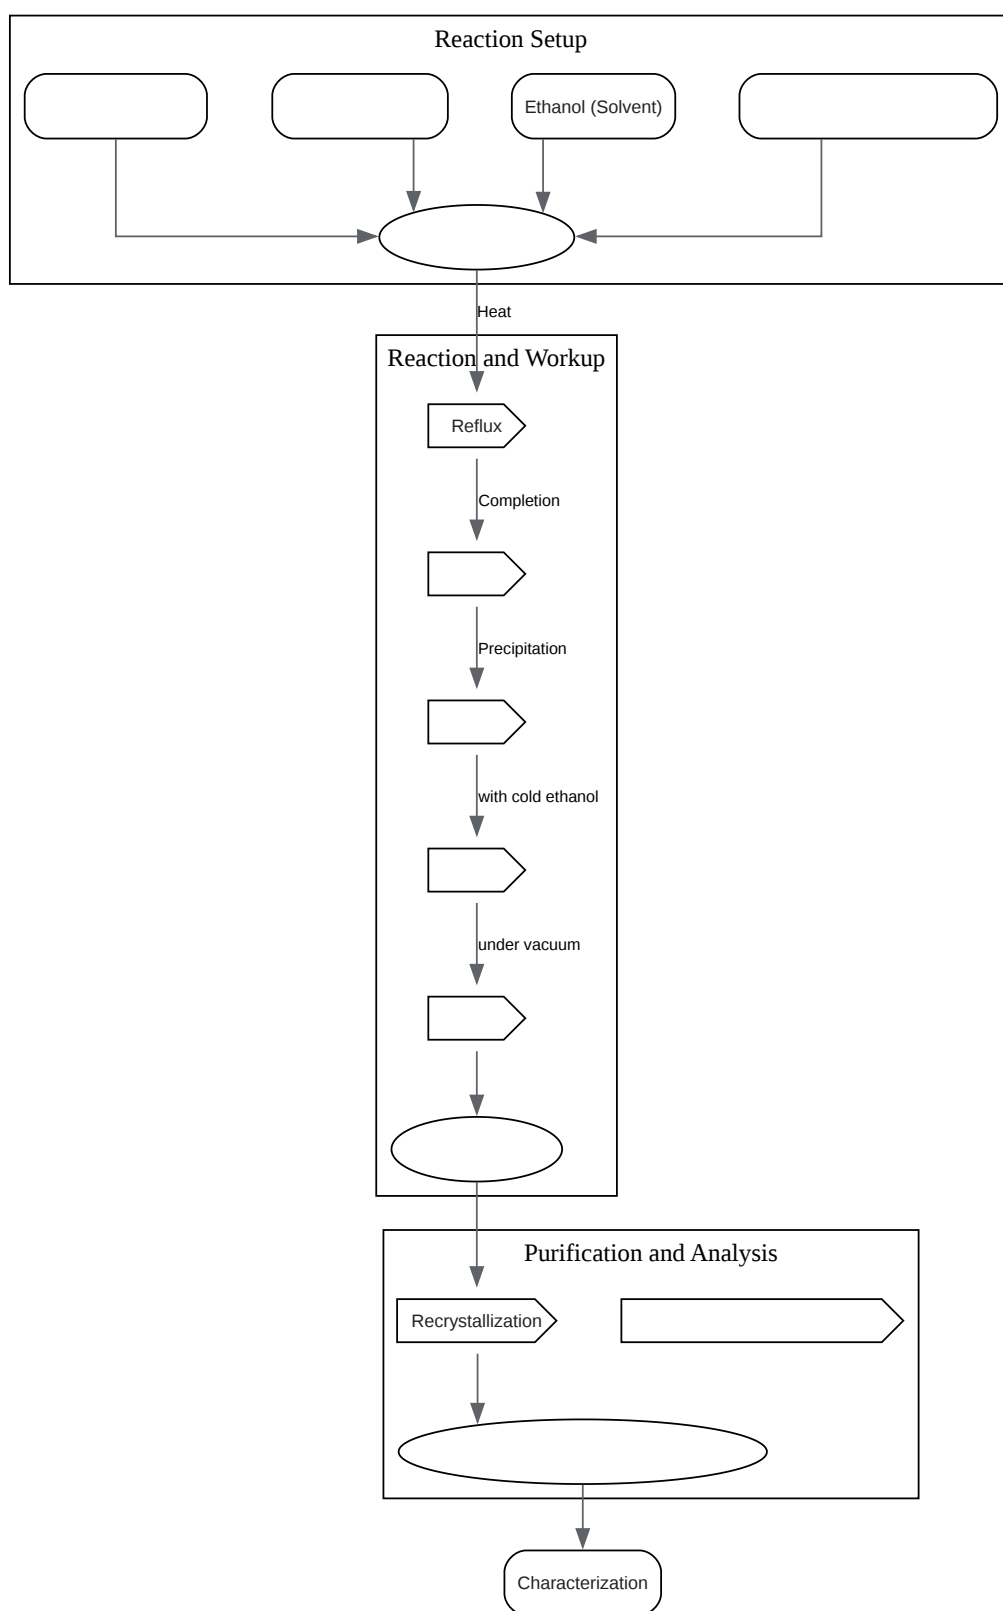 Reaction Setup
Ethanol (Solvent)
Heat
Reaction and Workup
Reflux
Completion
Precipitation
with cold ethanol
under vacuum
Purification and Analysis
Recrystallization
Characterization